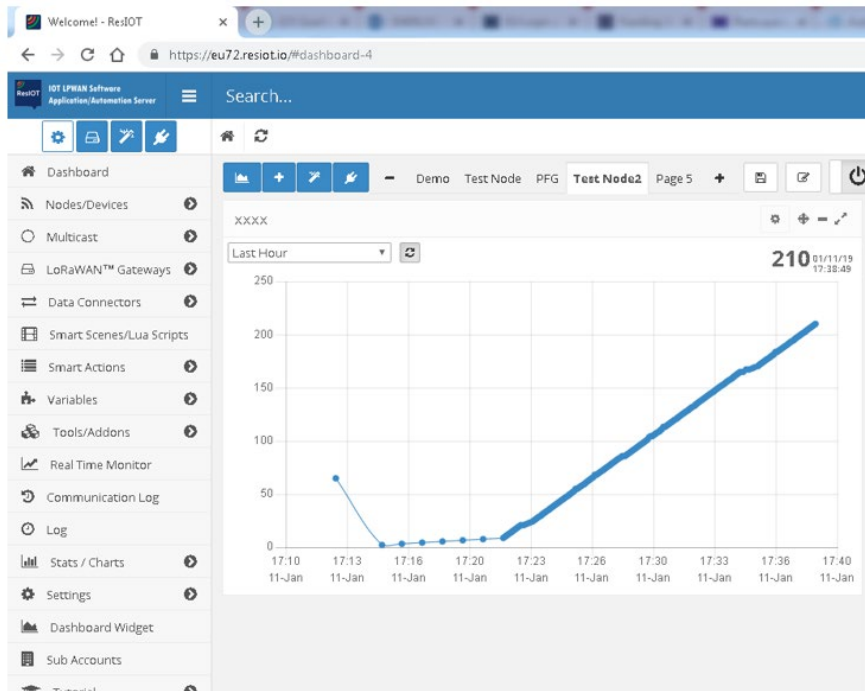 Welcome! - ResIOT
https://eu72.resiot.io/#dashboard-4
ResIOT
IOT LPWAN Software
Application/Automation Server
Search...
Dashboard
Nodes/Devices
Multicast
LoRaWAN™ Gateways
Data Connectors
Smart Scenes/Lua Scripts
Smart Actions
Variables
Tools/Addons
Real Time Monitor
Communication Log
Log
Stats / Charts
Settings
Dashboard Widget
Sub Accounts
Tutorial
Demo Test Node PFG Test Node2 Page 5
xxxx
Last Hour
210 01/11/19
17:38:49
250
200
150
100
50
0
17:10 17:13 17:16 17:20 17:23 17:26 17:30 17:33 17:36 17:40
11-Jan 11-Jan 11-Jan 11-Jan 11-Jan 11-Jan 11-Jan 11-Jan 11-Jan 11-Jan